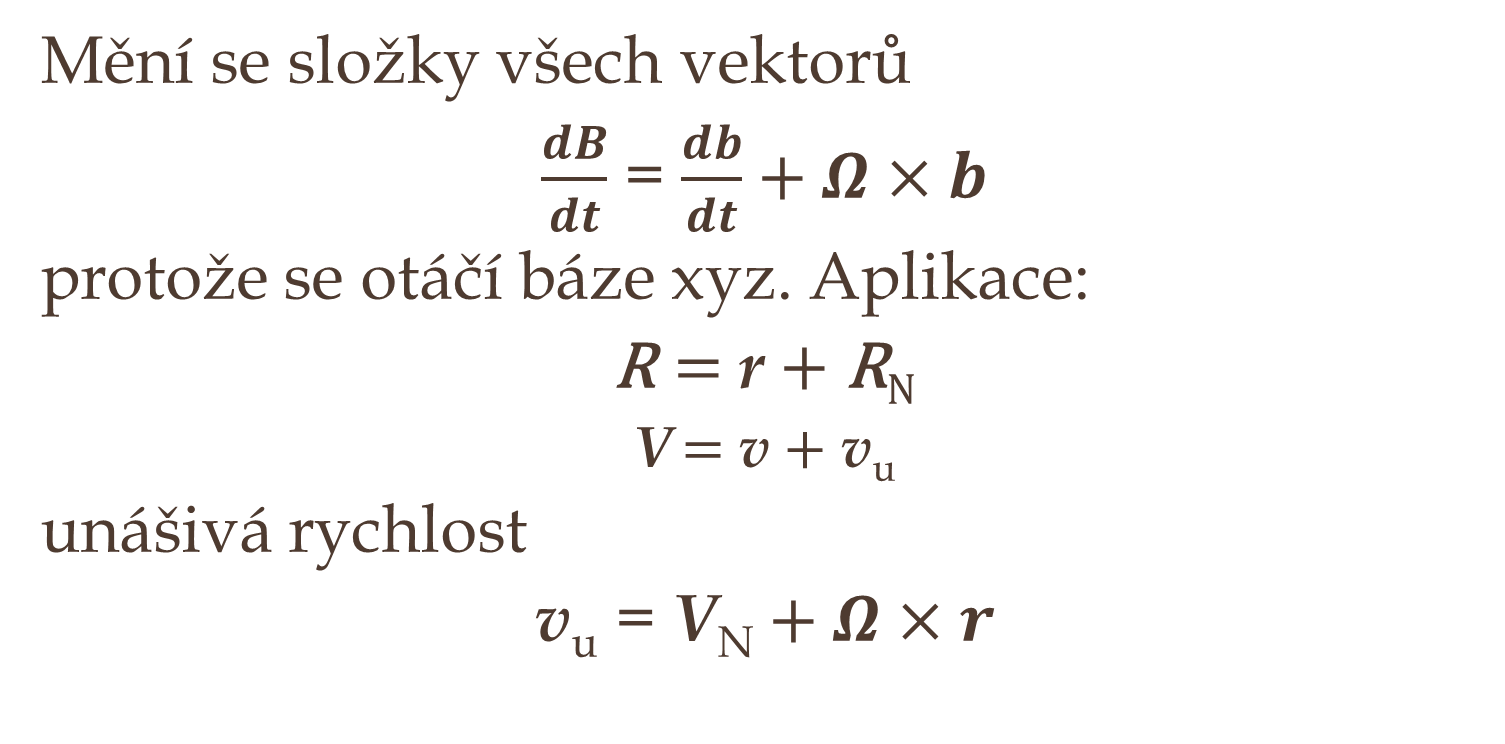 Mění se složky všech vektorů
dB/dt = db/dt + Ω × b
protože se otáčí báze xyz. Aplikace:
R = r + R_N
V = v + v_u
unášivá rychlost
v_u = V_N + Ω × r